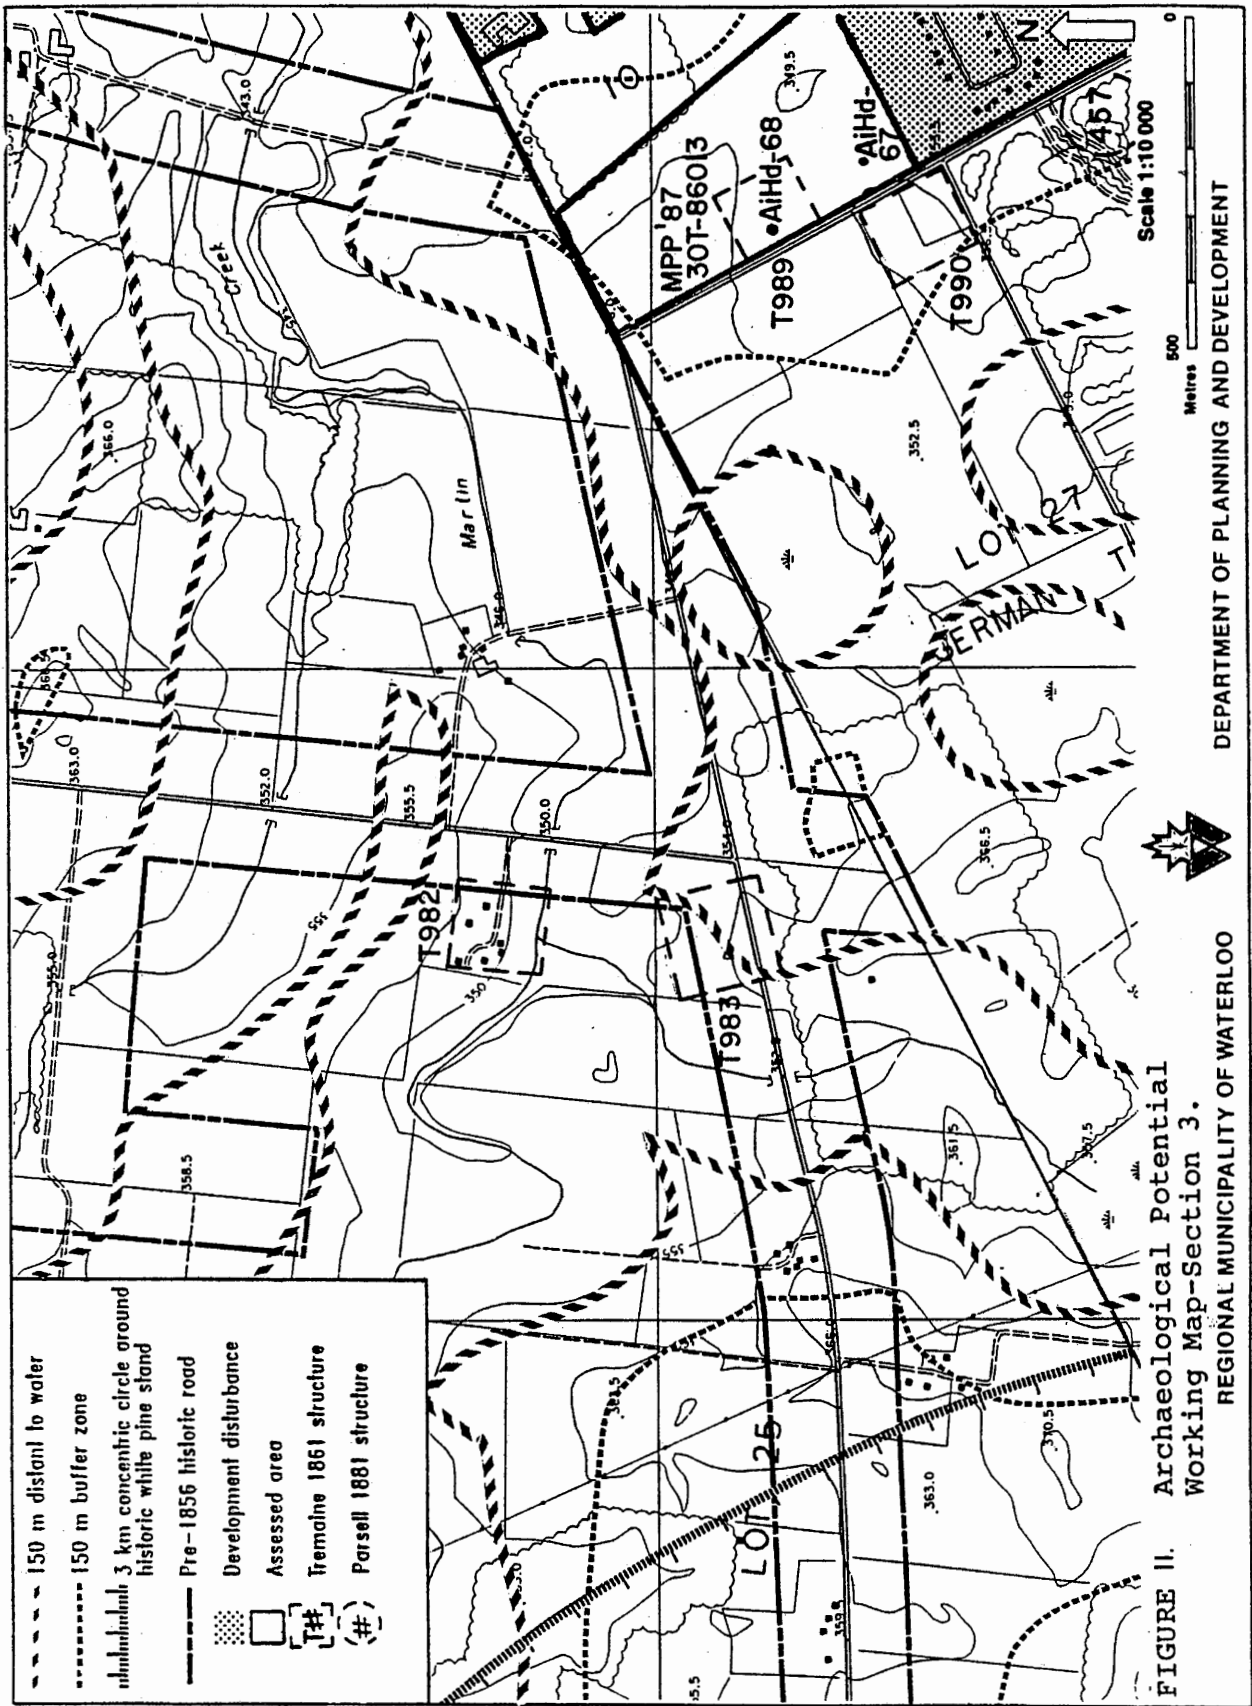 150 m distant to water
150 m buffer zone
3 km concentric circle around
historic white pine stand
Pre-1856 historic road
Development disturbance
Assessed area
T#
Tremaine 1861 structure
(#)
Parsell 1881 structure
366.0
363.0
352.0
355.5
350.0
358.5
355
350
355
343.0
Creek
Martin
346.0
T982
T983
LOT 25
363.0
370.5
361.5
357.5
366.5
352.5
349.5
LOT 27
GERMAN T
MPP '87
30T-86013
AiHd-68
AiHd-
67
T989
T990
457
N
Scale 1:10 000
0
500
Metres
FIGURE 11. Archaeological Potential
Working Map-Section 3.
REGIONAL MUNICIPALITY OF WATERLOO
DEPARTMENT OF PLANNING AND DEVELOPMENT